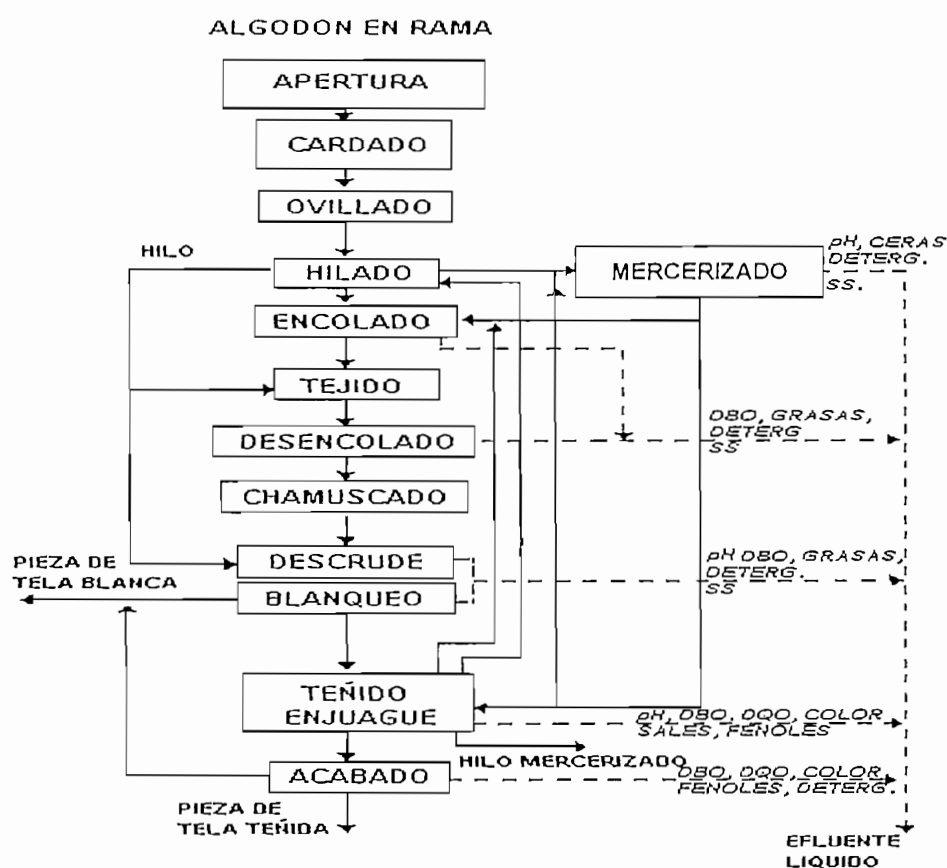 ALGODON EN RAMA
APERTURA
CARDADO
OVILLADO
HILO
HILADO
MERCERIZADO
pH, CERAS
DETERG.
SS.
ENCOLADO
TEJIDO
DESENCOLADO
DBO, GRASAS,
DETERG
SS
CHAMUSCADO
PIEZA DE
TELA BLANCA
DESCRUDE
BLANQUEO
pH DBO, GRASAS,
DETERG.
SS
TEÑIDO
ENJUAGUE
pH, DBO, DQO, COLOR
SALES, FENOLES
HILO MERCERIZADO
ACABADO
DBO, DQO, COLOR
FENOLES, DETERG.
PIEZA DE
TELA TEÑIDA
EFLUENTE
LIQUIDO